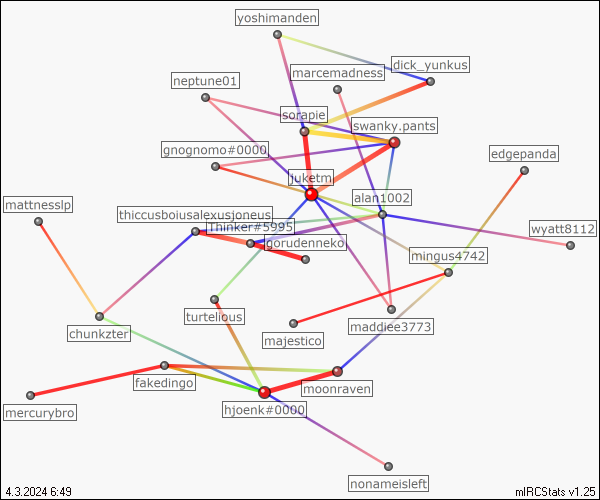 yoshimanden
dick_yunkus
marcemadness
neptune01
sorapie
swanky.pants
gnognomo#0000
edgepanda
juketm
alan1002
mattnesslp
thiccusboiusalexusjoneus
Thinker#5995
wyatt8112
gorudenneko
mingus4742
turtelious
maddiee3773
chunkzter
majestico
fakedingo
moonraven
mercurybro
hjoenk#0000
nonameisleft
4.3.2024 6:49
mIRCStats v1.25